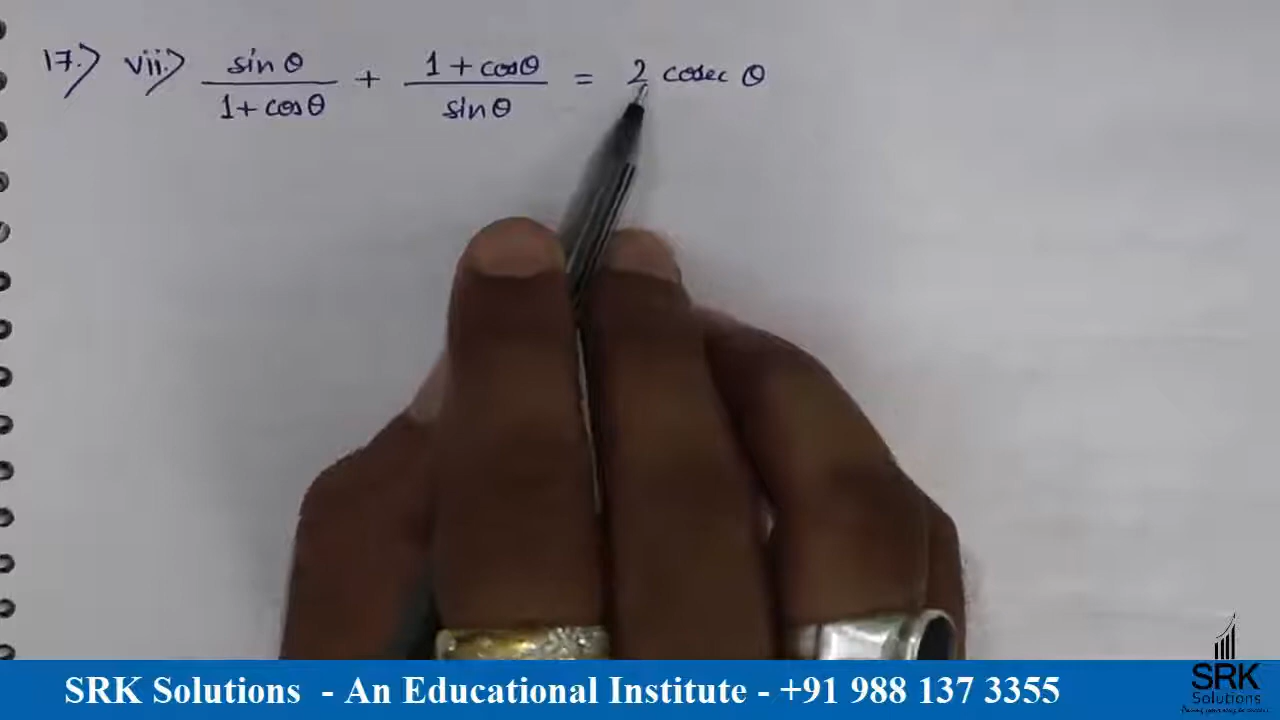 17.) vii.) sin θ / 1 + cos θ + 1 + cos θ / sin θ = 2 cosec θ
SRK Solutions - An Educational Institute - +91 988 137 3355
SRK
Solutions